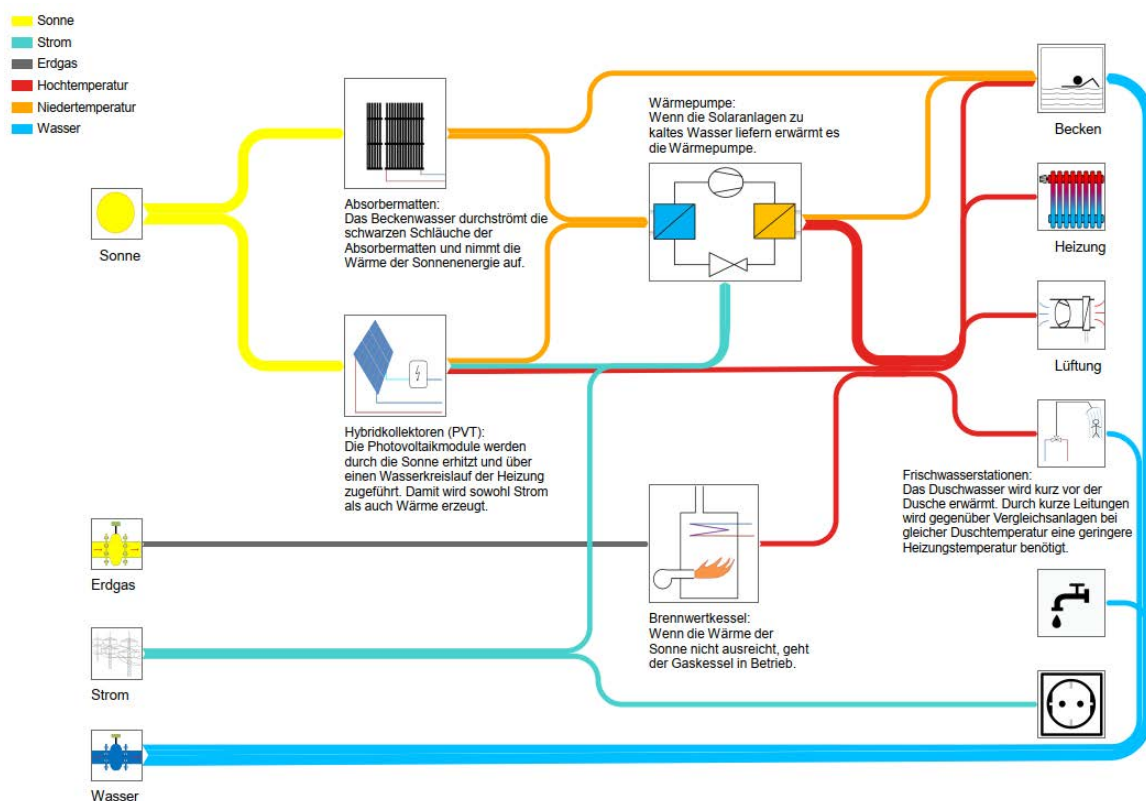 Sonne
Strom
Erdgas
Hochtemperatur
Niedertemperatur
Wasser
Sonne
Absorbermatten:
Das Beckenwasser durchströmt die
schwarzen Schläuche der
Absorbermatten und nimmt die
Wärme der Sonnenenergie auf.
Wärmepumpe:
Wenn die Solaranlagen zu
kaltes Wasser liefern erwärmt es
die Wärmepumpe.
Becken
Heizung
Lüftung
Hybridkollektoren (PVT):
Die Photovoltaikmodule werden
durch die Sonne erhitzt und über
einen Wasserkreislauf der Heizung
zugeführt. Damit wird sowohl Strom
als auch Wärme erzeugt.
Frischwasserstationen:
Das Duschwasser wird kurz vor der
Dusche erwärmt. Durch kurze Leitungen
wird gegenüber Vergleichsanlagen bei
gleicher Duschtemperatur eine geringere
Heizungstemperatur benötigt.
Erdgas
Brennwertkessel:
Wenn die Wärme der
Sonne nicht ausreicht, geht
der Gaskessel in Betrieb.
Strom
Wasser